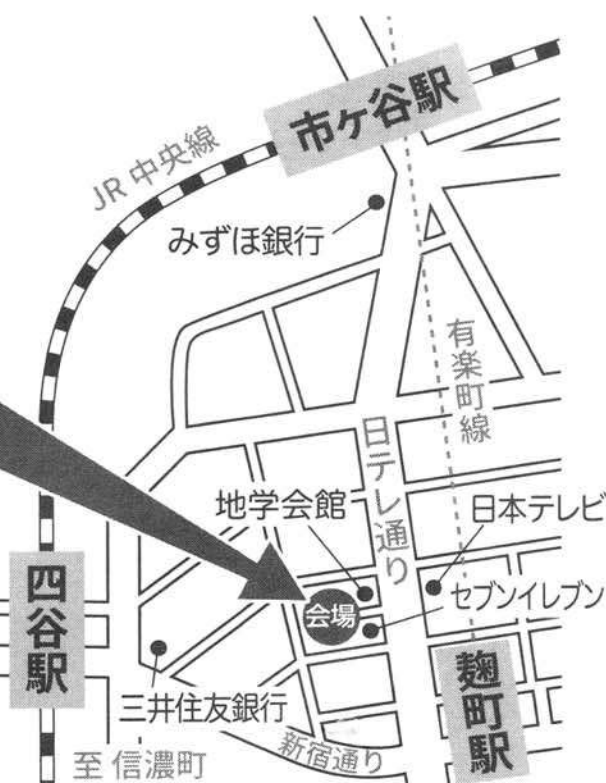 市ヶ谷駅
JR 中央線
みずほ銀行
有楽町線
日テレ通り
地学会館
日本テレビ
セブンイレブン
会場
四谷駅
三井住友銀行
麹町駅
新宿通り
至 信濃町